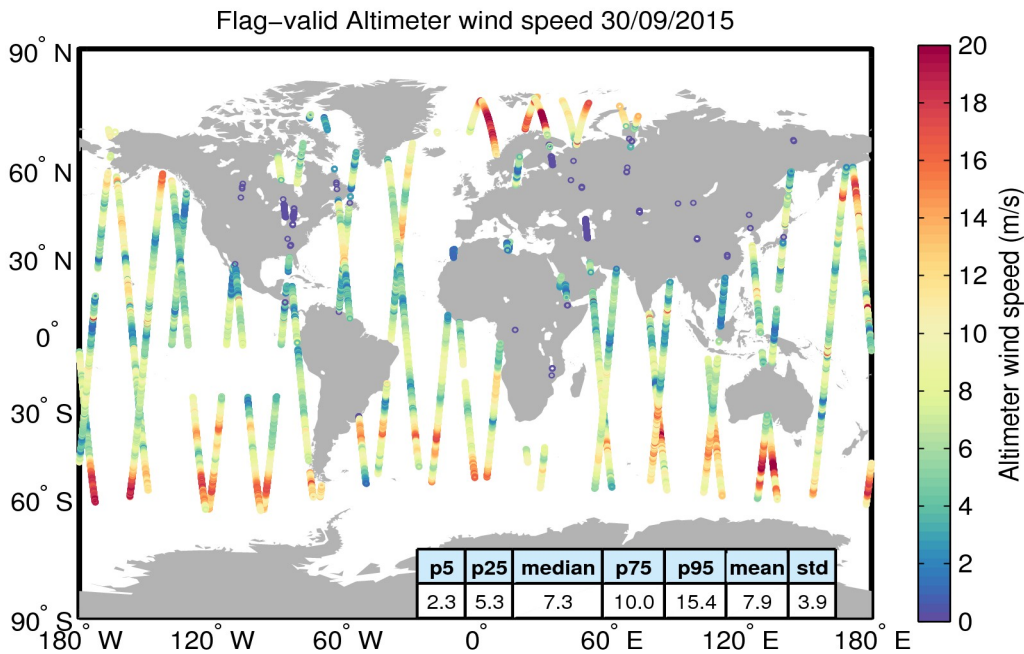 Flag−valid Altimeter wind speed 30/09/2015
90° N
60° N
30° N
0°
30° S
60° S
90° S
180° W
120° W
60° W
0°
60° E
120° E
180° E
p5 p25 median p75 p95 mean std
2.3 5.3 7.3 10.0 15.4 7.9 3.9
20
18
16
14
12
10
8
6
4
2
0
Altimeter wind speed (m/s)